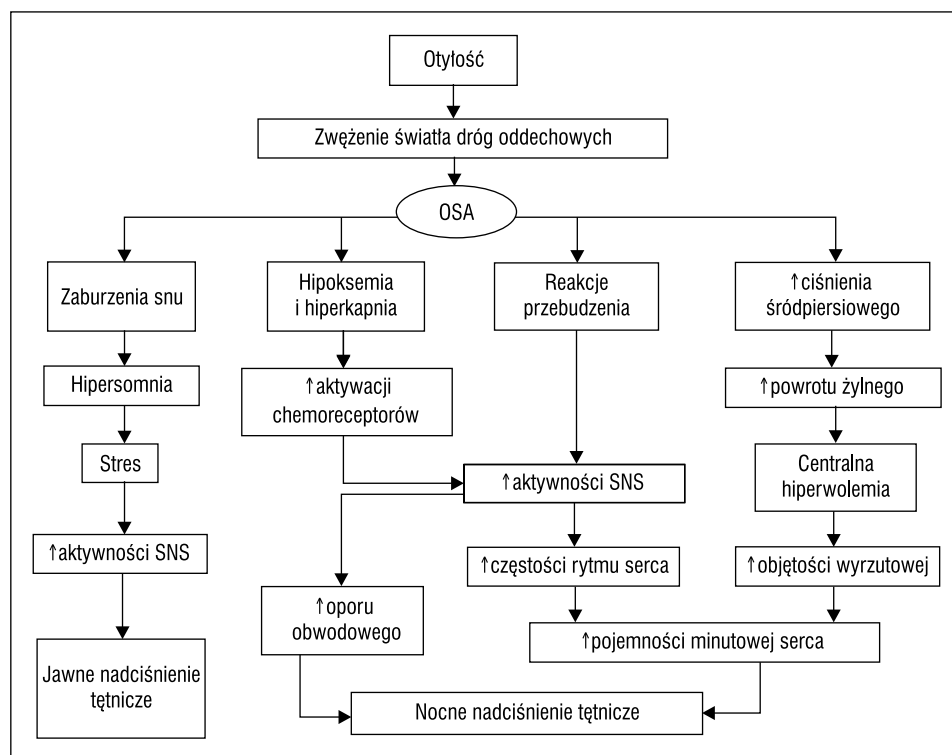 Otyłość
Zwężenie światła dróg oddechowych
OSA
Zaburzenia snu
Hipoksemia
i hiperkapnia
Reakcje
przebudzenia
↑ciśnienia
śródpiersiowego
Hipersomnia
↑aktywacji
chemoreceptorów
↑powrotu żylnego
Stres
↑aktywności SNS
Centralna
hiperwolemia
↑aktywności SNS
↑częstości rytmu serca
↑objętości wyrzutowej
↑oporu
obwodowego
↑pojemności minutowej serca
Jawne nadciśnienie
tętnicze
Nocne nadciśnienie tętnicze